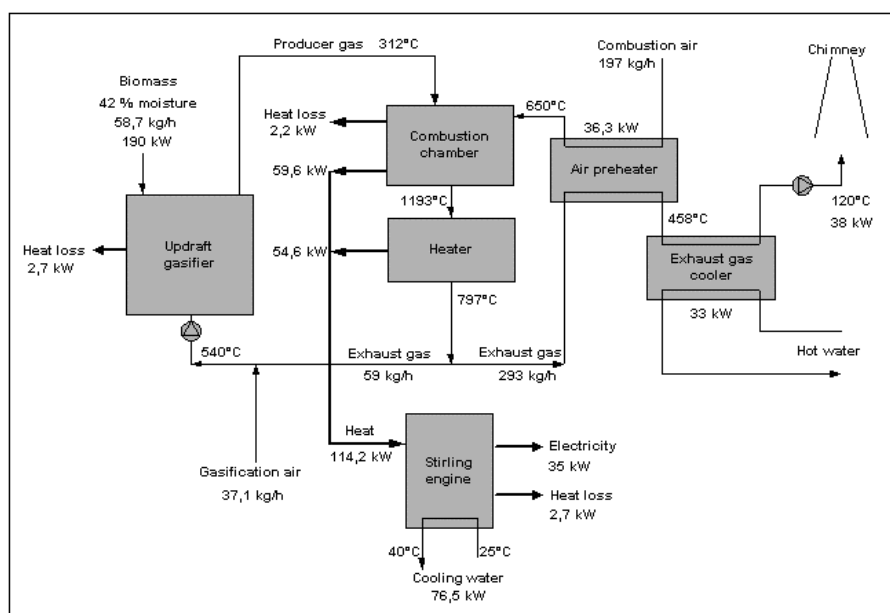 Producer gas 312°C
Combustion air
197 kg/h
Chimney
Biomass
42 % moisture
58,7 kg/h
190 kW
Heat loss
2,2 kW
Combustion
chamber
650°C
36,3 kW
Air preheater
59,6 kW
1193°C
120°C
38 kW
458°C
Updraft
gasifier
Heat loss
2,7 kW
54,6 kW
Heater
Exhaust gas
cooler
797°C
33 kW
540°C
Exhaust gas
59 kg/h
Exhaust gas
293 kg/h
Hot water
Heat
114,2 kW
Stirling
engine
Electricity
35 kW
Gasification air
37,1 kg/h
Heat loss
2,7 kW
40°C
25°C
Cooling water
76,5 kW